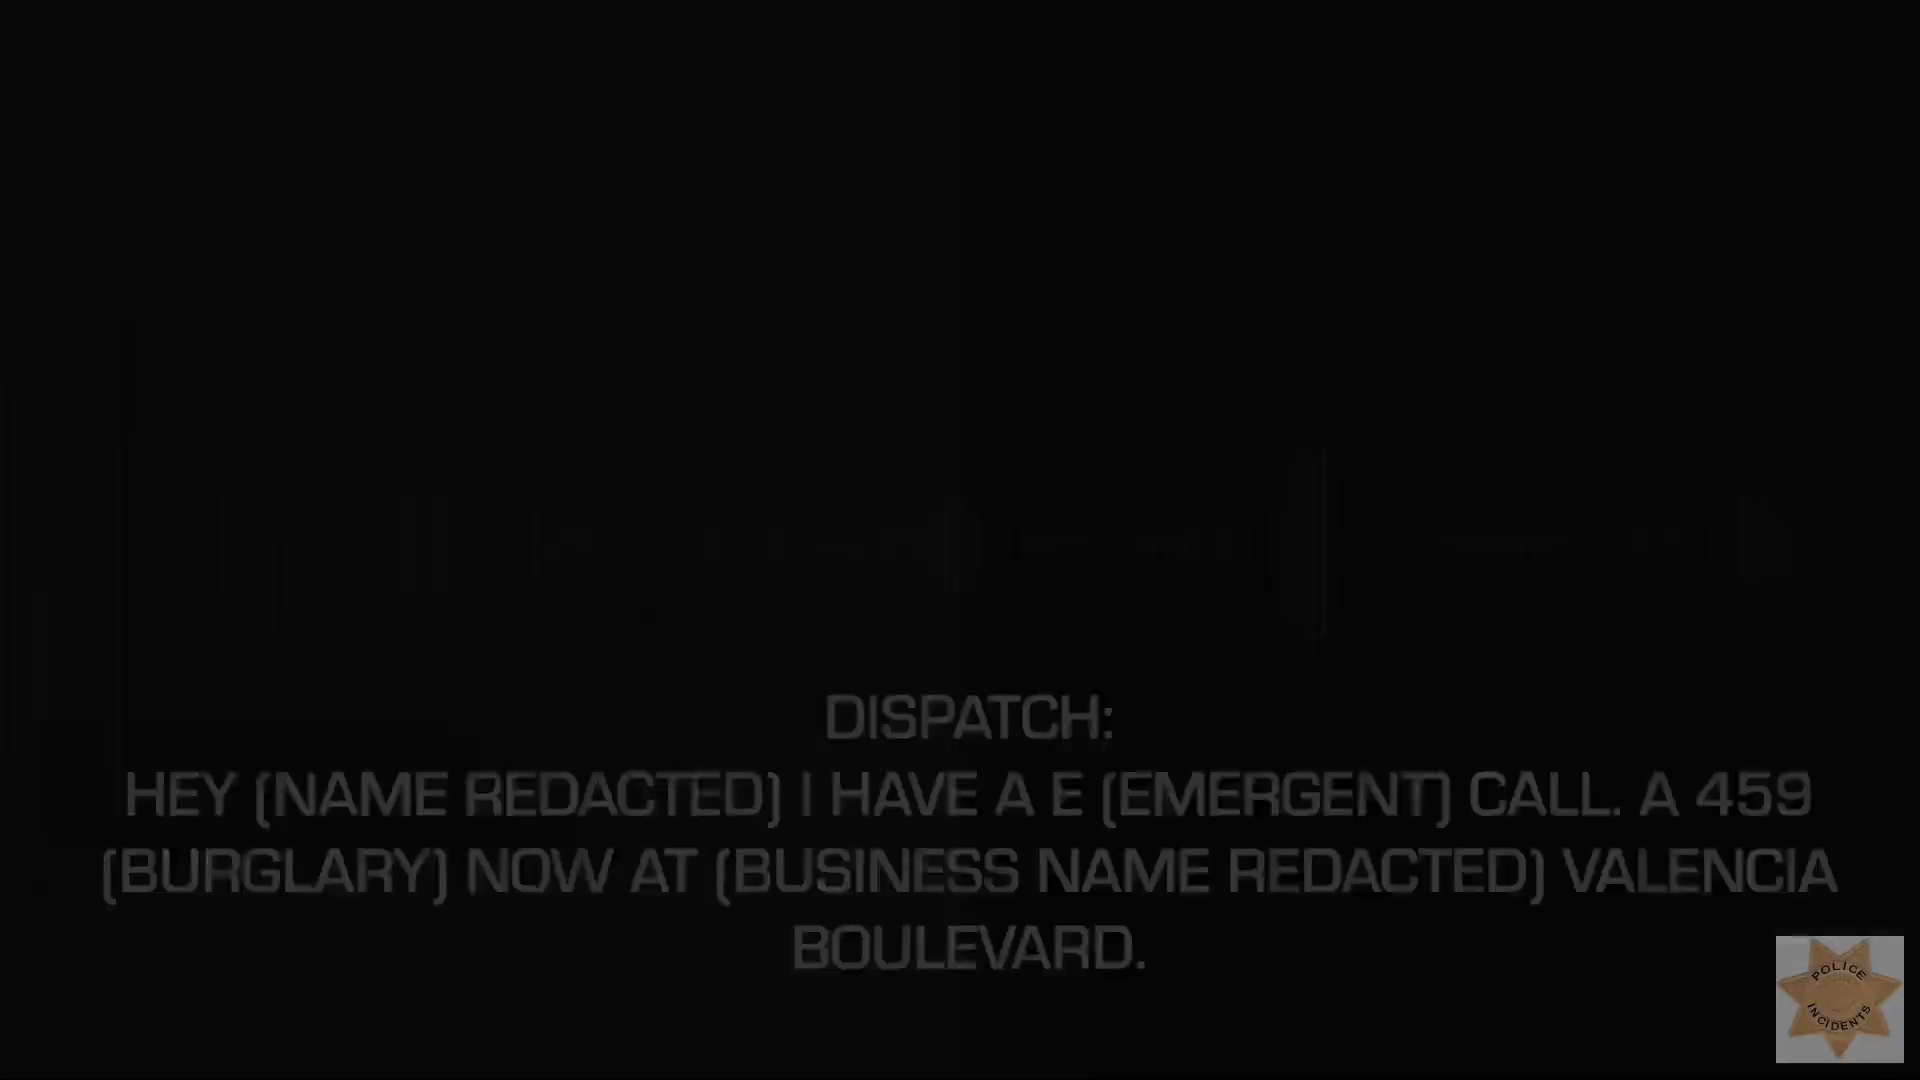 DISPATCH:
HEY (NAME REDACTED) I HAVE A E (EMERGENT) CALL. A 459
(BURGLARY) NOW AT (BUSINESS NAME REDACTED) VALENCIA
BOULEVARD.
POLICE
INCIDENTS